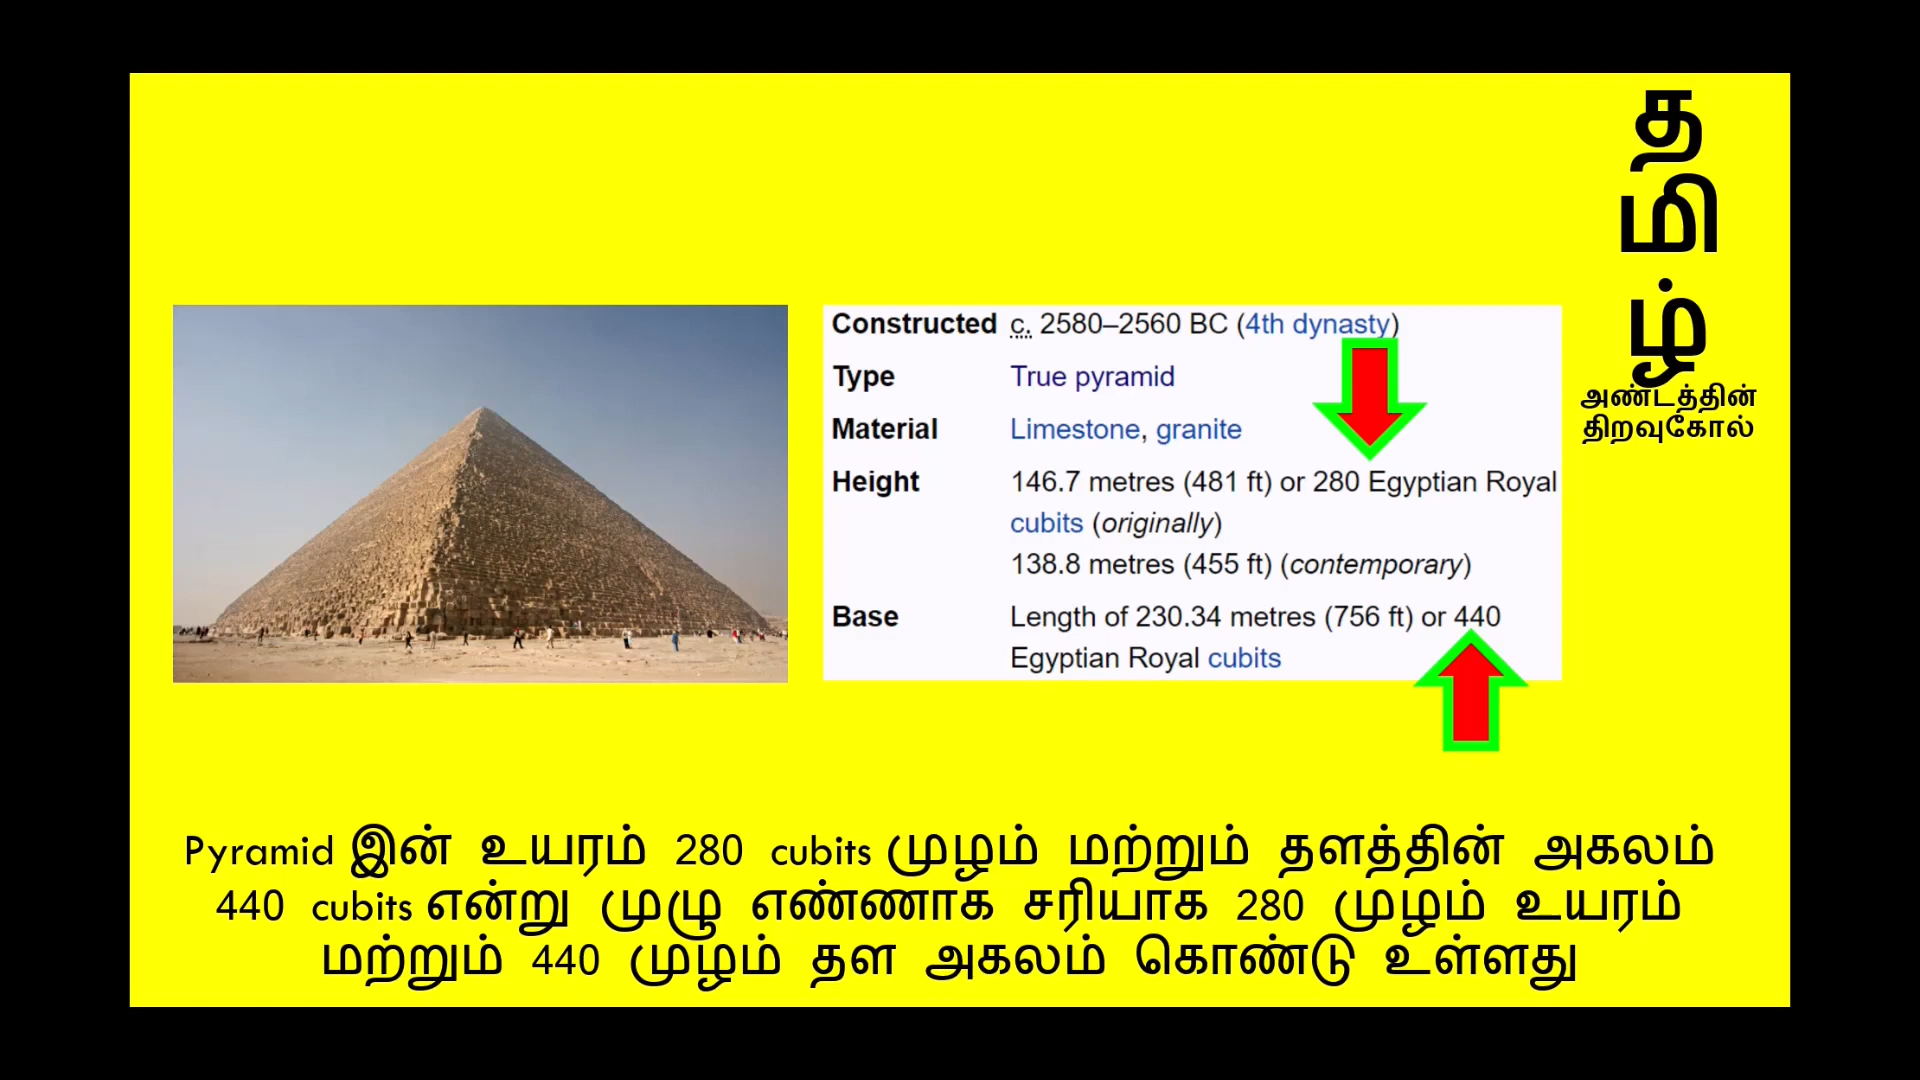 த
மி
ழ்
அண்டத்தின்
திறவுகோல்
Constructed c. 2580–2560 BC (4th dynasty)
Type True pyramid
Material Limestone, granite
Height 146.7 metres (481 ft) or 280 Egyptian Royal
cubits (originally)
138.8 metres (455 ft) (contemporary)
Base Length of 230.34 metres (756 ft) or 440
Egyptian Royal cubits
Pyramid இன் உயரம் 280 cubits முழம் மற்றும் தளத்தின் அகலம்
440 cubits என்று முழு எண்ணாக சரியாக 280 முழம் உயரம்
மற்றும் 440 முழம் தள அகலம் கொண்டு உள்ளது